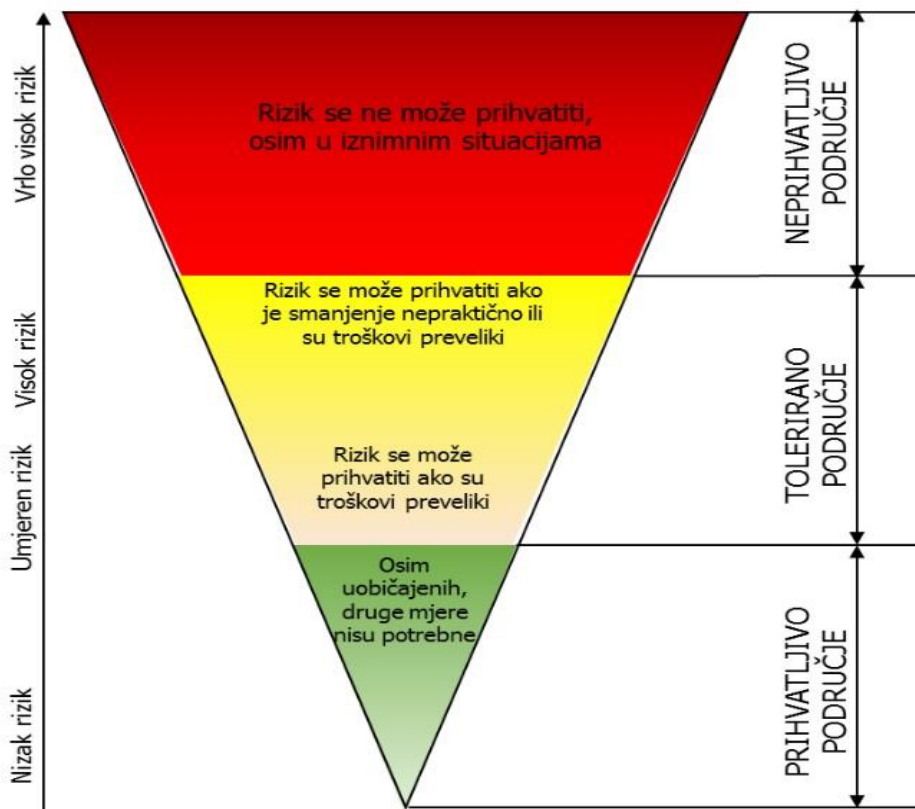 Vrlo visok rizik
Rizik se ne može prihvatiti,
osim u iznimnim situacijama
NEPRIHVATLJIVO
PODRUČJE
Visok rizik
Rizik se može prihvatiti ako
je smanjenje nepraktično ili
su troškovi preveliki
Umjeren rizik
Rizik se može
prihvatiti ako su
troškovi preveliki
TOLERIRANO
PODRUČJE
Nizak rizik
Osim
uobičajenih,
druge mjere
nisu potrebne
PRIHVATLJIVO
PODRUČJE